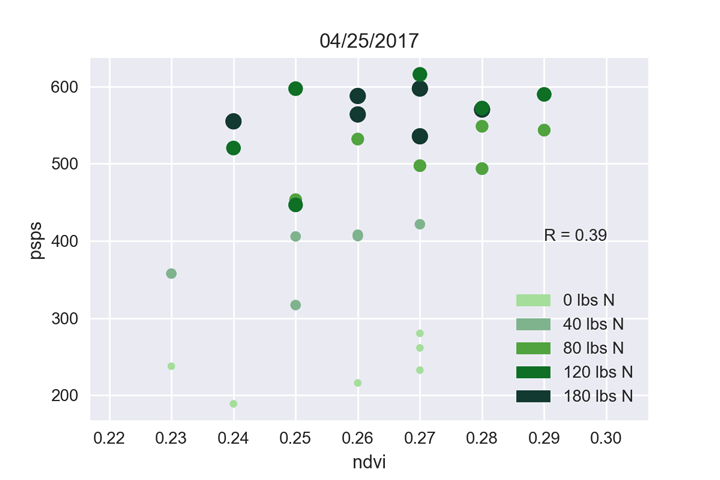 04/25/2017
600
500
400
300
200
psps
R = 0.39
0 lbs N
40 lbs N
80 lbs N
120 lbs N
180 lbs N
0.22 0.23 0.24 0.25 0.26 0.27 0.28 0.29 0.30
ndvi